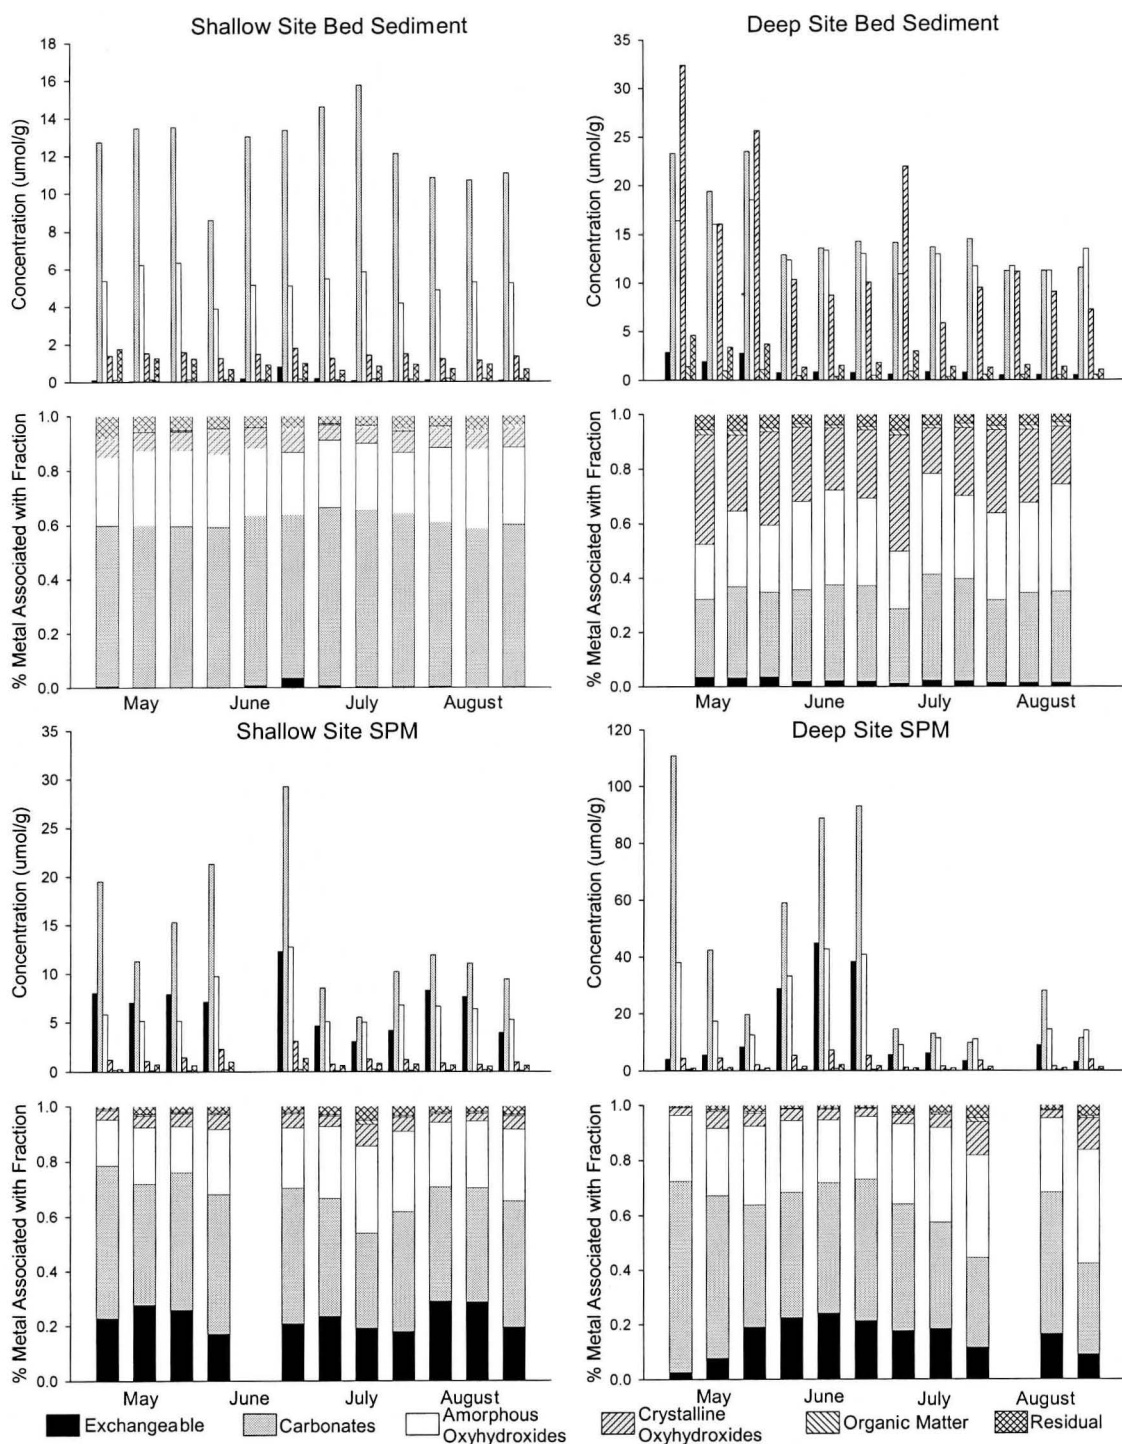 Shallow Site Bed Sediment
Deep Site Bed Sediment
Concentration (umol/g)
18
16
14
12
10
8
6
4
2
0
Concentration (umol/g)
35
30
25
20
15
10
5
0
% Metal Associated with Fraction
1.0
0.8
0.6
0.4
0.2
0.0
May June July August
% Metal Associated with Fraction
1.0
0.8
0.6
0.4
0.2
0.0
May June July August
Shallow Site SPM
Deep Site SPM
Concentration (umol/g)
35
30
25
20
15
10
5
0
Concentration (umol/g)
120
100
80
60
40
20
0
% Metal Associated with Fraction
1.0
0.8
0.6
0.4
0.2
0.0
May June July August
% Metal Associated with Fraction
1.0
0.8
0.6
0.4
0.2
0.0
May June July August
Exchangeable
Carbonates
Amorphous
Oxyhydroxides
Crystalline
Oxyhydroxides
Organic Matter
Residual